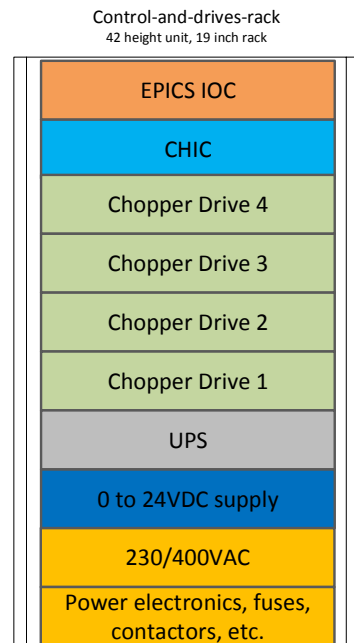 Control-and-drives-rack
42 height unit, 19 inch rack
EPICS IOC
CHIC
Chopper Drive 4
Chopper Drive 3
Chopper Drive 2
Chopper Drive 1
UPS
0 to 24VDC supply
230/400VAC
Power electronics, fuses,
contactors, etc.